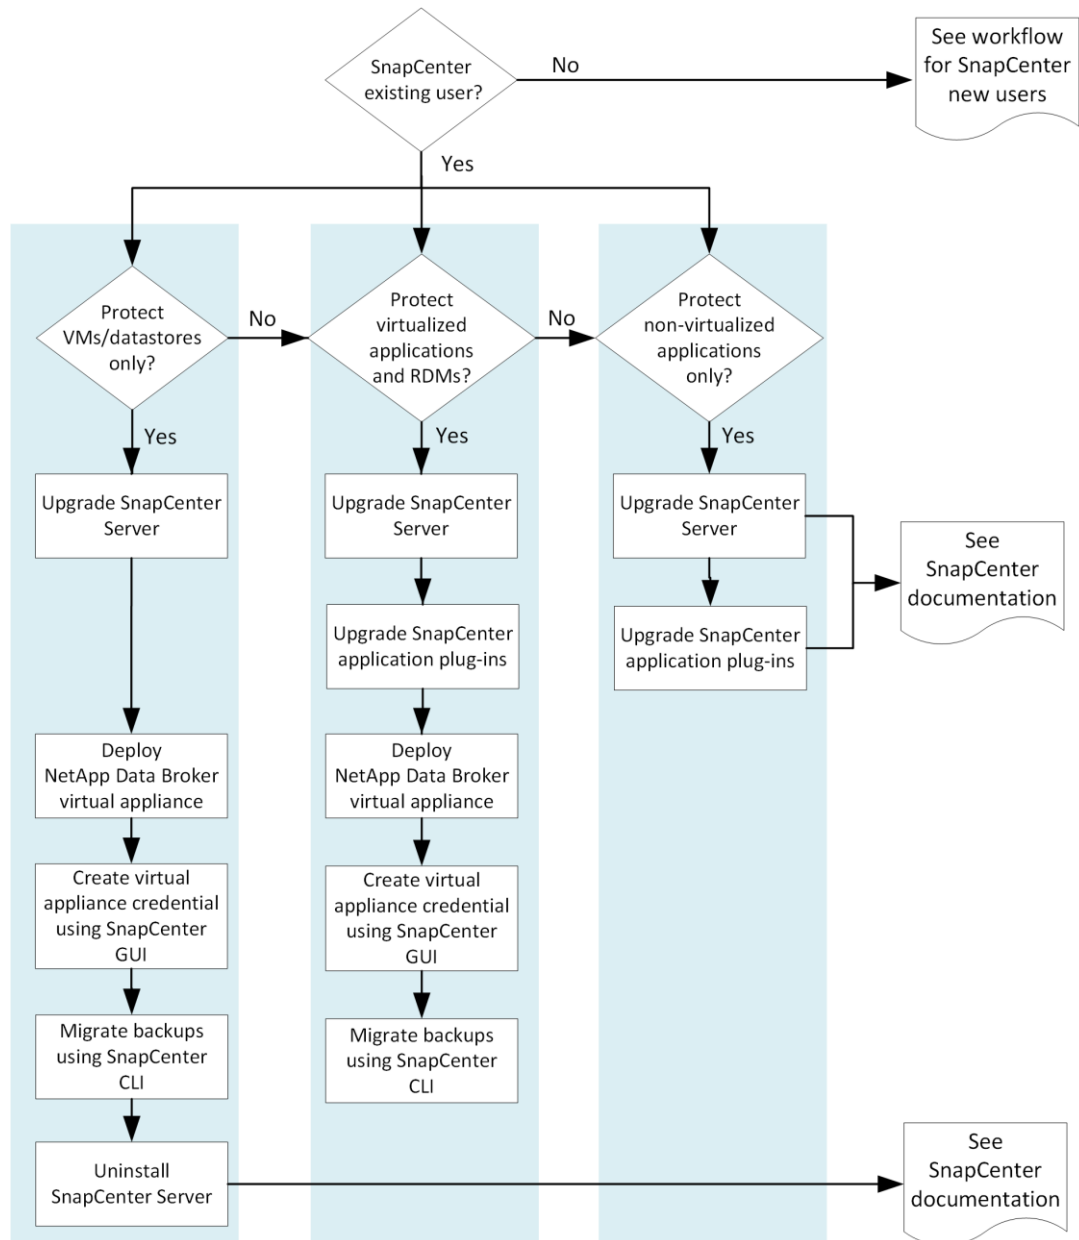 SnapCenter
existing user?
No
See workflow
for SnapCenter
new users
Yes
Protect
VMs/datastores
only?
No
Protect
virtualized
applications
and RDMs?
No
Protect
non-virtualized
applications
only?
Yes
Yes
Yes
Upgrade SnapCenter
Server
Upgrade SnapCenter
Server
Upgrade SnapCenter
Server
See
SnapCenter
documentation
Upgrade SnapCenter
application plug-ins
Upgrade SnapCenter
application plug-ins
Deploy
NetApp Data Broker
virtual appliance
Deploy
NetApp Data Broker
virtual appliance
Create virtual
appliance credential
using SnapCenter
GUI
Create virtual
appliance credential
using SnapCenter
GUI
Migrate backups
using SnapCenter
CLI
Migrate backups
using SnapCenter
CLI
Uninstall
SnapCenter Server
See
SnapCenter
documentation